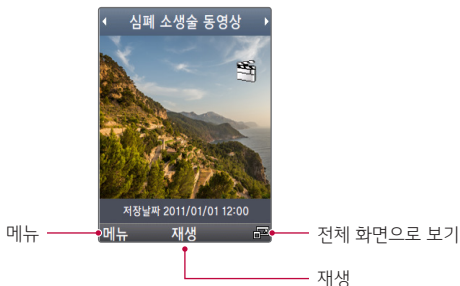 심폐 소생술 동영상
저장날짜 2011/01/01 12:00
메뉴 메뉴 재생 전체 화면으로 보기
재생